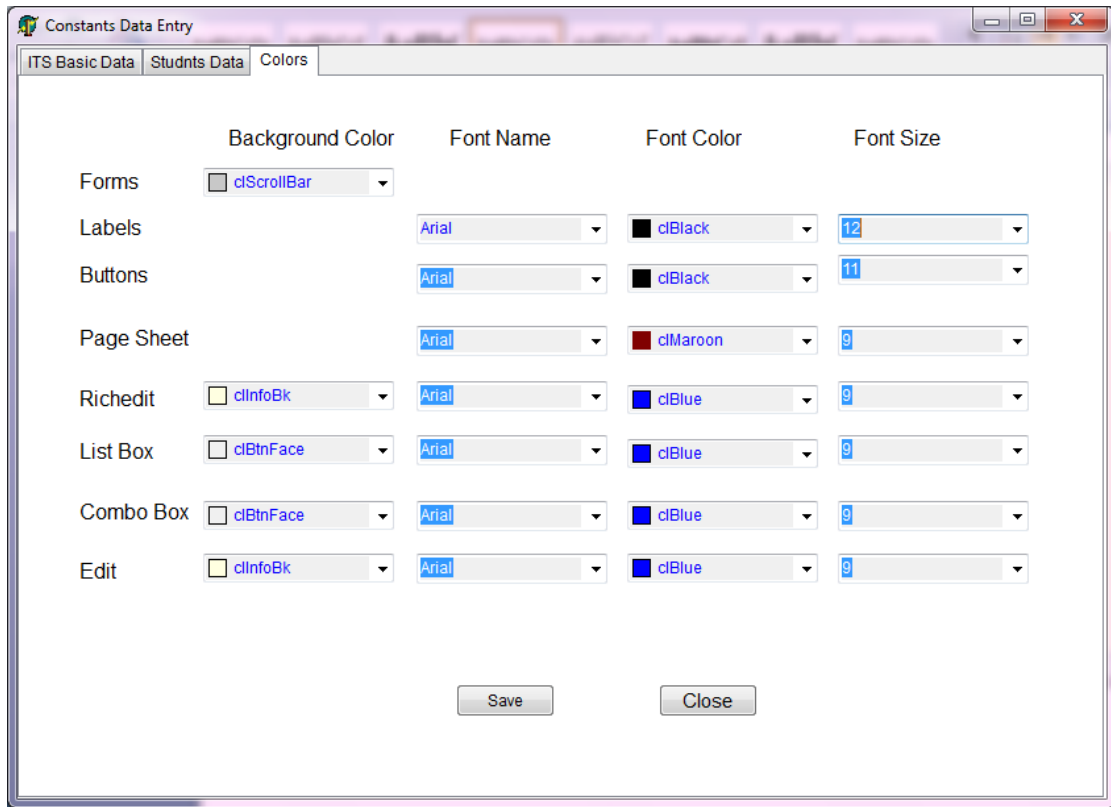 Constants Data Entry
ITS Basic Data Studnts Data Colors
Background Color Font Name Font Color Font Size
Forms clScrollBar
Labels Arial clBlack 12
Buttons Arial clBlack 11
Page Sheet Arial clMaroon 9
Richedit clInfoBk Arial clBlue 9
List Box clBtnFace Arial clBlue 9
Combo Box clBtnFace Arial clBlue 9
Edit clInfoBk Arial clBlue 9
Save Close